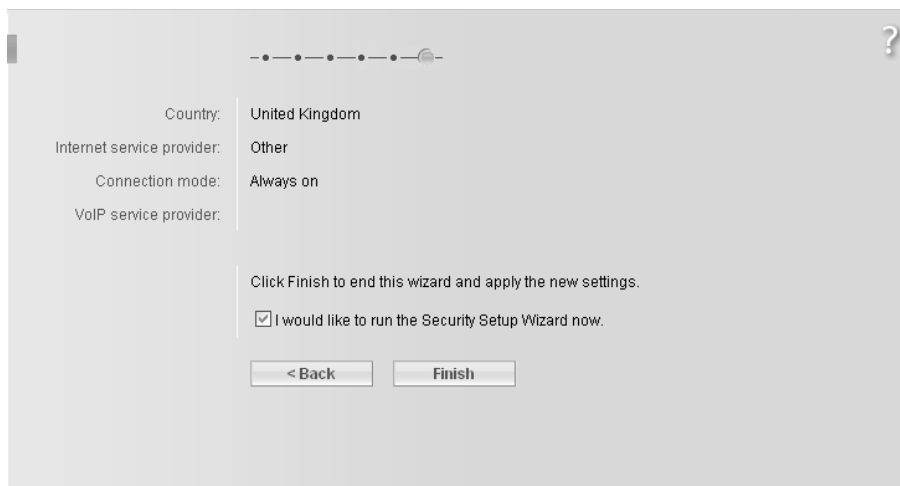 ?
Country: United Kingdom
Internet service provider: Other
Connection mode: Always on
VoIP service provider:
Click Finish to end this wizard and apply the new settings.
I would like to run the Security Setup Wizard now.
< Back Finish